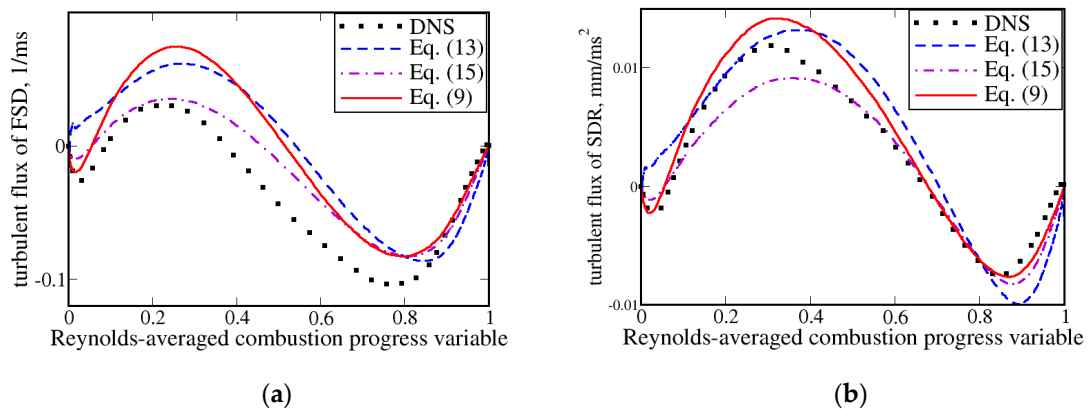 DNS
Eq. (13)
Eq. (15)
Eq. (9)
turbulent flux of FSD, 1/ms
0
-0.1
0 0.2 0.4 0.6 0.8 1
Reynolds-averaged combustion progress variable
(a)
DNS
Eq. (13)
Eq. (15)
Eq. (9)
turbulent flux of SDR, mm/ms²
0.01
0
-0.01
0 0.2 0.4 0.6 0.8 1
Reynolds-averaged combustion progress variable
(b)